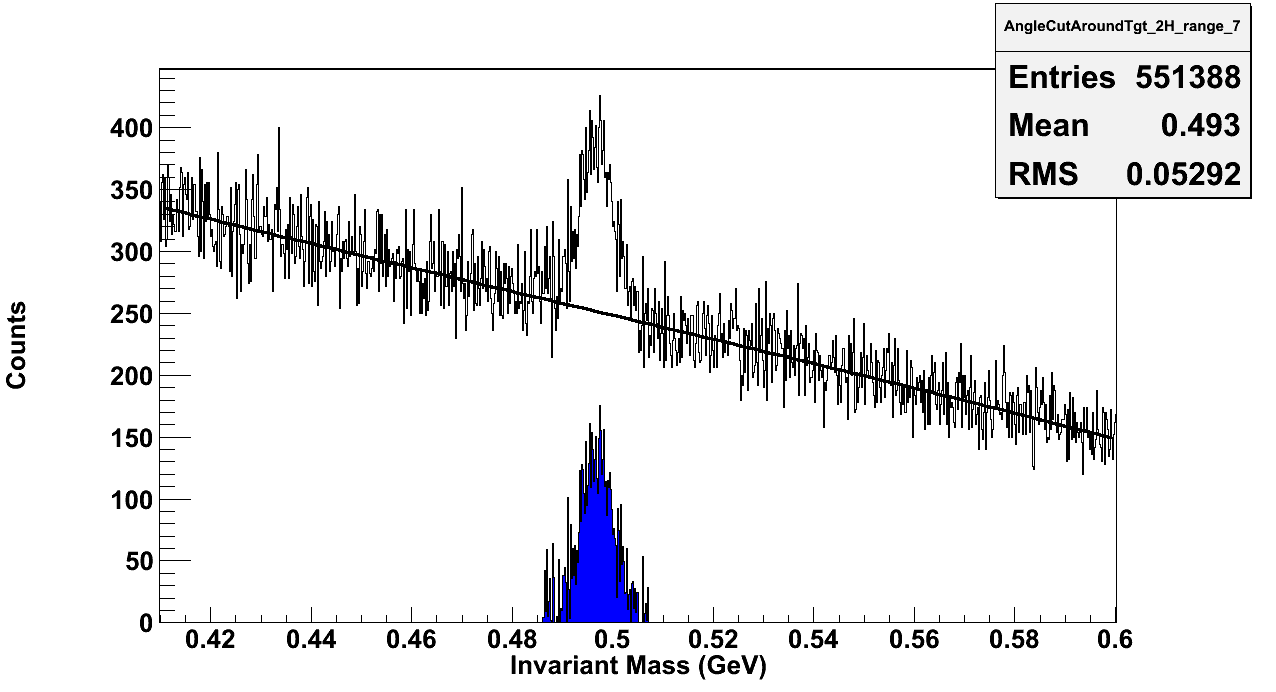 AngleCutAroundTgt_2H_range_7
Entries 551388
Mean 0.493
RMS 0.05292
400
350
300
250
200
150
100
50
0
Counts
0.42 0.44 0.46 0.48 0.5 0.52 0.54 0.56 0.58 0.6
Invariant Mass (GeV)